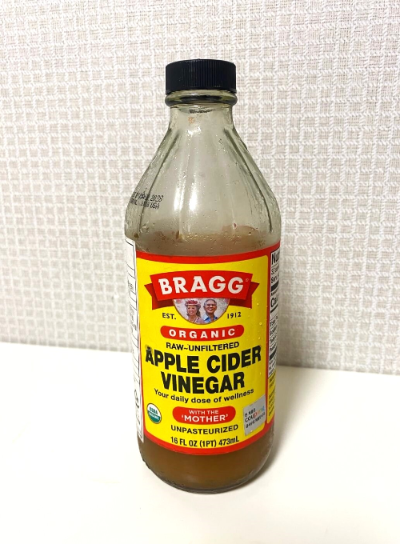 BRAGG
EST. 1912
ORGANIC
RAW-UNFILTERED
APPLE CIDER
VINEGAR
Your daily dose of wellness
WITH THE
'MOTHER'
USDA
UNPASTEURIZED
16 FL OZ (1PT) 473mL